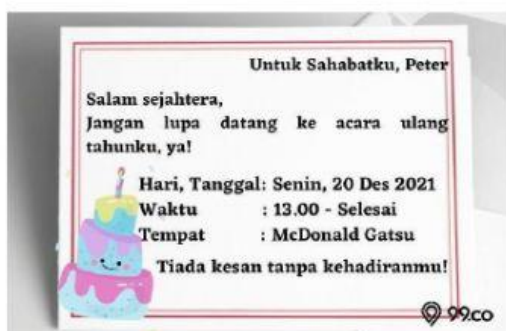 Untuk Sahabatku, Peter
Salam sejahtera,
Jangan lupa datang ke acara ulang
tahunku, ya!
Hari, Tanggal: Senin, 20 Des 2021
Waktu : 13.00 - Selesai
Tempat : McDonald Gatsu
Tiada kesan tanpa kehadiranmu!
99.co